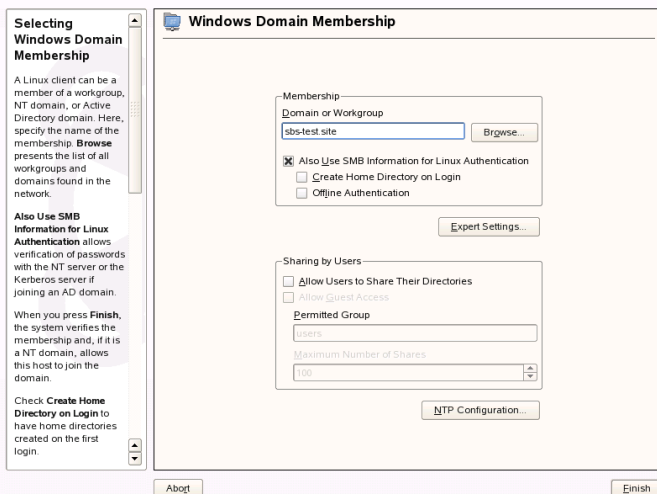 Selecting
Windows Domain
Membership
A Linux client can be a
member of a workgroup,
NT domain, or Active
Directory domain. Here,
specify the name of the
membership. Browse
presents the list of all
workgroups and
domains found in the
network.
Also Use SMB
Information for Linux
Authentication allows
verification of passwords
with the NT server or the
Kerberos server if
joining an AD domain.
When you press Finish,
the system verifies the
membership and, if it is
a NT domain, allows
this host to join the
domain.
Check Create Home
Directory on Login to
have home directories
created on the first
login.
Windows Domain Membership
Membership
Domain or Workgroup
sbs-test.site
Browse...
Also Use SMB Information for Linux Authentication
Create Home Directory on Login
Offline Authentication
Expert Settings...
Sharing by Users
Allow Users to Share Their Directories
Allow Guest Access
Permitted Group
users
Maximum Number of Shares
100
NTP Configuration...
Abort
Finish